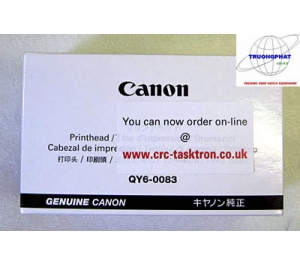 TRUONGPHAT
Canon
You can now order on-line
@
www.crc-tasktron.co.uk
Printhead /
Cabezal de impre
打印头 / 印刷頭 /
QY6-0083
GENUINE CANON
キヤノン純正